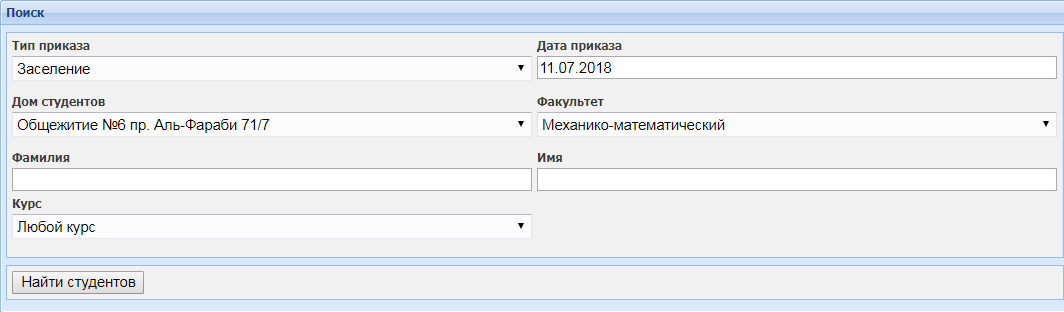 Поиск
Тип приказа
Дата приказа
Заселение
11.07.2018
Дом студентов
Факультет
Общежитие №6 пр. Аль-Фараби 71/7
Механико-математический
Фамилия
Имя
Курс
Любой курс
Найти студентов